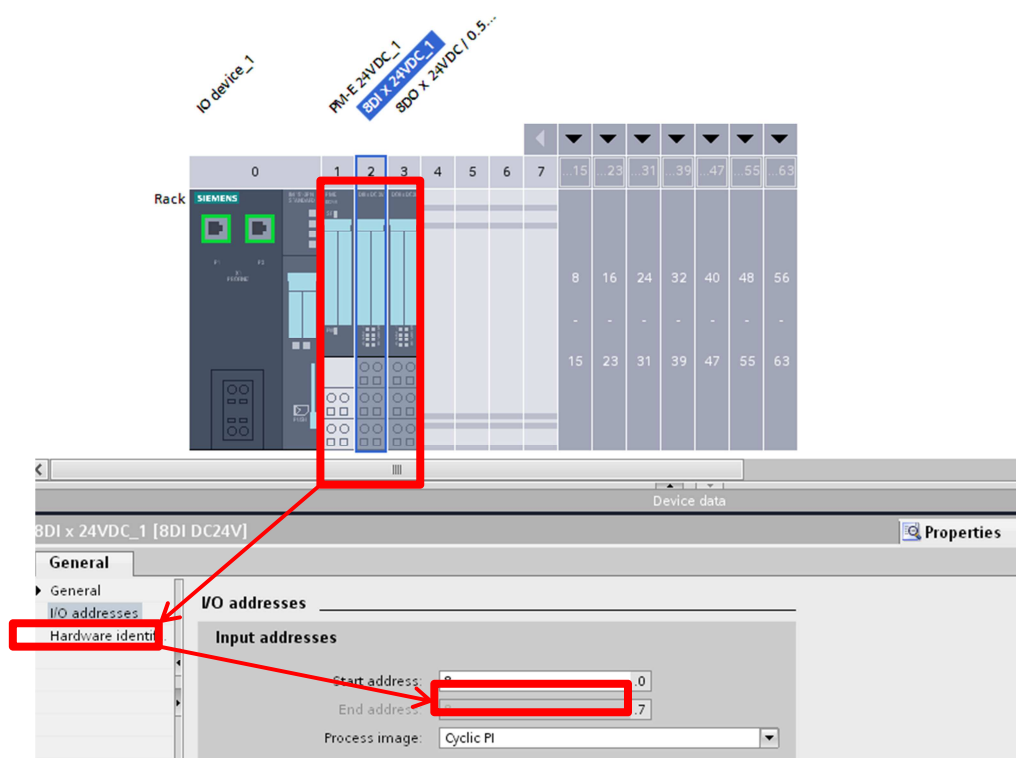 IO device_1
PM-E 24VDC_1
8DI x 24VDC_1
8DO x 24VDC / 0.5...
0 1 2 3 4 5 6 7 ...15 ...23 ...31 ...39 ...47 ...55 ...63
Rack
SIEMENS
8 16 24 32 40 48 56
- - - - - - -
15 23 31 39 47 55 63
Device data
8DI x 24VDC_1 [8DI DC24V]
Properties
General
General
I/O addresses
Hardware identif
I/O addresses
Input addresses
Start address: 8 .0
End address: .7
Process image: Cyclic PI